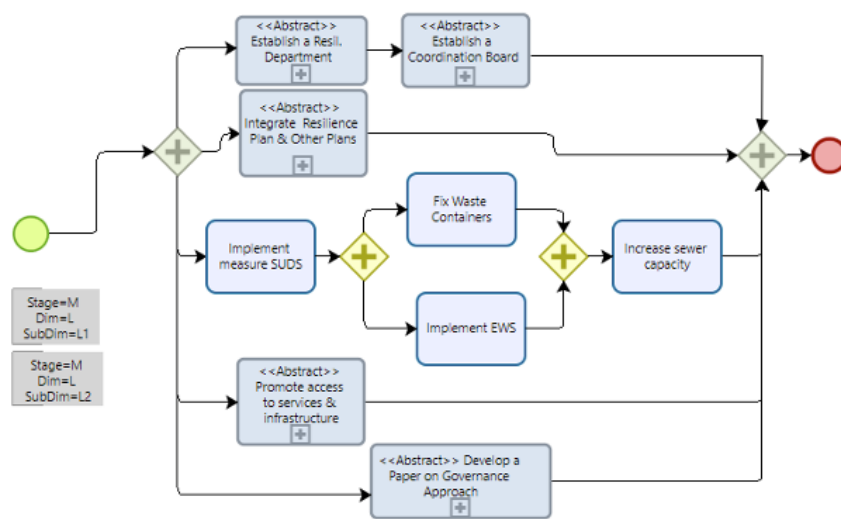 <<Abstract>>
Establish a Resil.
Department
<<Abstract>>
Establish a
Coordination Board
<<Abstract>>
Integrate Resilience
Plan & Other Plans
Implement
measure SUDS
Fix Waste
Containers
Implement EWS
Increase sewer
capacity
Stage=M
Dim=L
SubDim=L1
Stage=M
Dim=L
SubDim=L2
<<Abstract>>
Promote access
to services &
infrastructure
<<Abstract>> Develop a
Paper on Governance
Approach